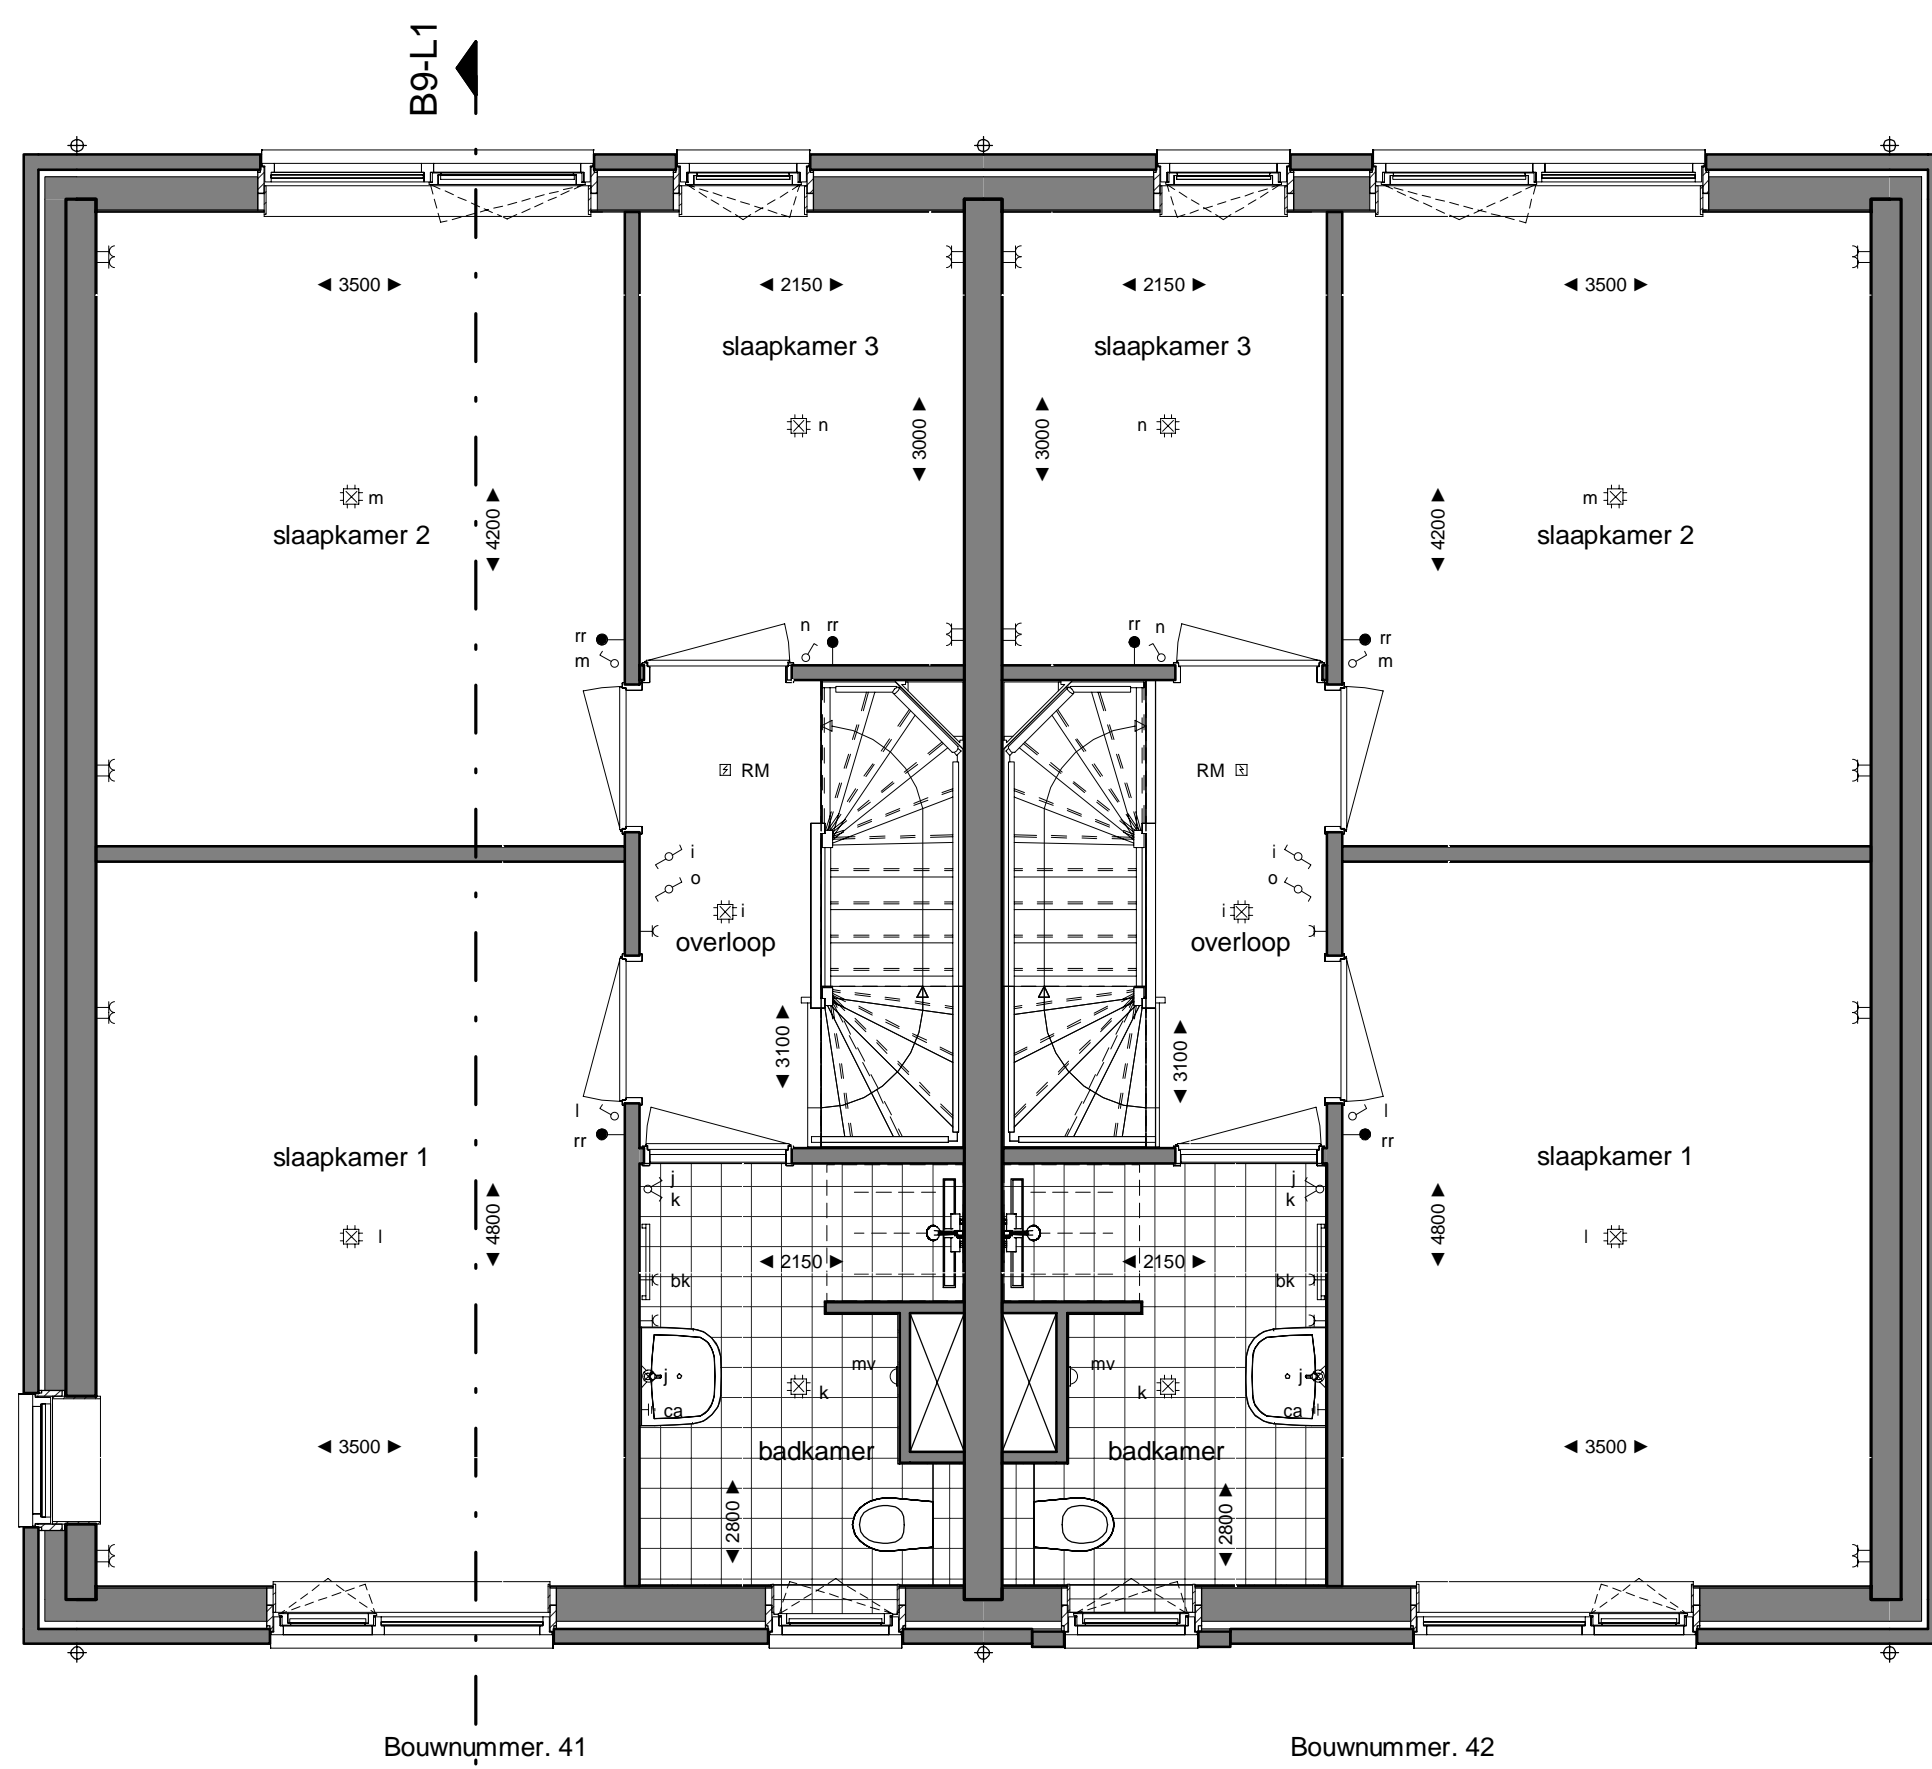 B9-L1
◄ 3500 ►
◄ 2150 ►
◄ 2150 ►
◄ 3500 ►
slaapkamer 3
slaapkamer 3
n
◄ 3000 ►
◄ 3000 ►
n
m
slaapkamer 2
◄ 4200 ►
◄ 4200 ►
m
slaapkamer 2
rr
m
n rr
rr n
rr
m
RM
RM
i
o
i
overloop
i
o
i
overloop
◄ 3100 ►
◄ 3100 ►
l
rr
l
rr
slaapkamer 1
slaapkamer 1
j
k
j
k
l
◄ 4800 ►
◄ 4800 ►
l
◄ 2150 ►
◄ 2150 ►
bk
bk
mv
mv
j
k
k
j
ca
ca
◄ 3500 ►
badkamer
badkamer
◄ 3500 ►
◄ 2800 ►
◄ 2800 ►
Bouwnummer. 41
Bouwnummer. 42